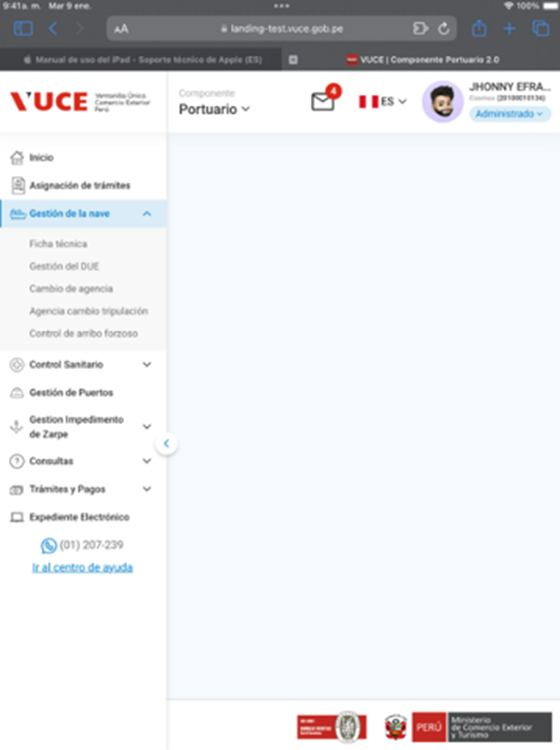 9:41a. m. Mar 9 ene.
100%
AA
landing-test.vuce.gob.pe
Manual de uso del iPad - Soporte técnico de Apple (ES)
VUCE | Componente Portuario 2.0
VUCE
Ventanilla Única
Comercio Exterior
Perú
Componente
Portuario
4
ES
JHONNY EFRA...
(20100010136)
Administrado
Inicio
Asignación de trámites
Gestión de la nave
Ficha técnica
Gestión del DUE
Cambio de agencia
Agencia cambio tripulación
Control de arribo forzoso
Control Sanitario
Gestión de Puertos
Gestion Impedimento
de Zarpe
Consultas
Trámites y Pagos
Expediente Electrónico
(01) 207-239
Ir al centro de ayuda
PERÚ
Ministerio
de Comercio Exterior
y Turismo